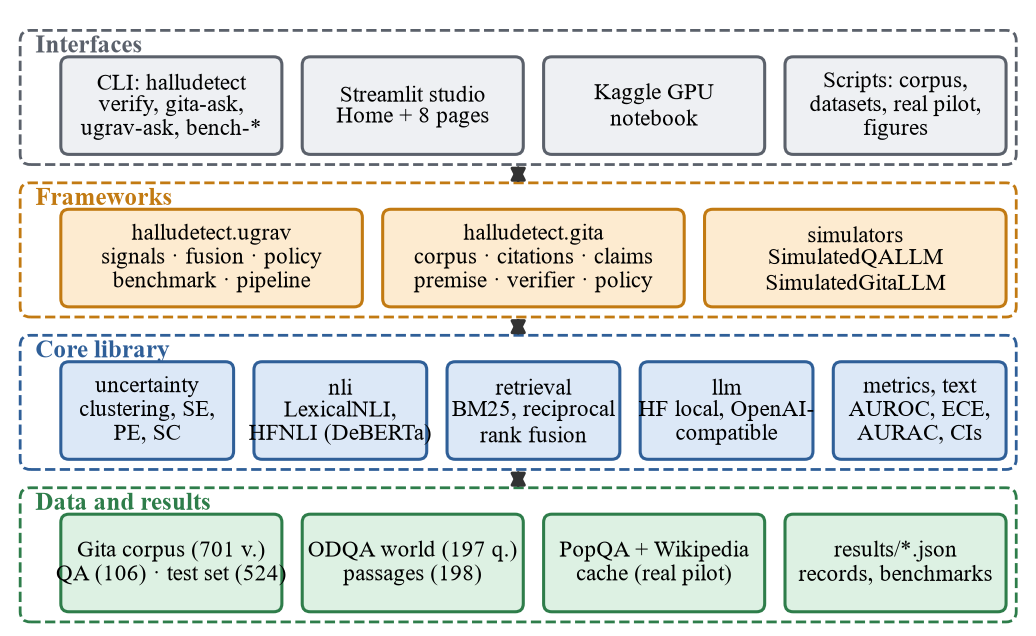 Interfaces
CLI: halludetect
verify, gita-ask,
ugrav-ask, bench-*
Streamlit studio
Home + 8 pages
Kaggle GPU
notebook
Scripts: corpus,
datasets, real pilot,
figures
Frameworks
halludetect.ugrav
signals · fusion · policy
benchmark · pipeline
halludetect.gita
corpus · citations · claims
premise · verifier · policy
simulators
SimulatedQALLM
SimulatedGitaLLM
Core library
uncertainty
clustering, SE,
PE, SC
nli
LexicalNLI,
HFNLI (DeBERTa)
retrieval
BM25, reciprocal
rank fusion
llm
HF local, OpenAI-
compatible
metrics, text
AUROC, ECE,
AURAC, CIs
Data and results
Gita corpus (701 v.)
QA (106) · test set (524)
ODQA world (197 q.)
passages (198)
PopQA + Wikipedia
cache (real pilot)
results/*.json
records, benchmarks